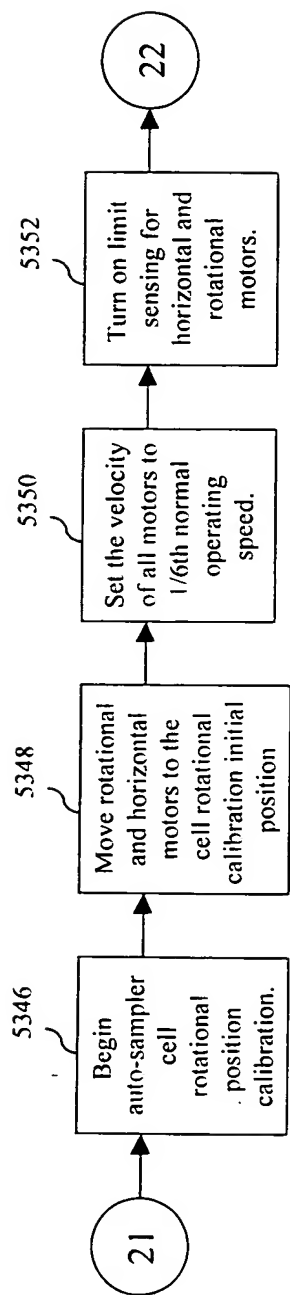 21
5346
Begin
auto-sampler
cell
rotational
position
calibration.
5348
Move rotational
and horizontal
motors to the
cell rotational
calibration initial
position
5350
Set the velocity
of all motors to
1/6th normal
operating
speed.
5352
Turn on limit
sensing for
horizontal and
rotational
motors.
22